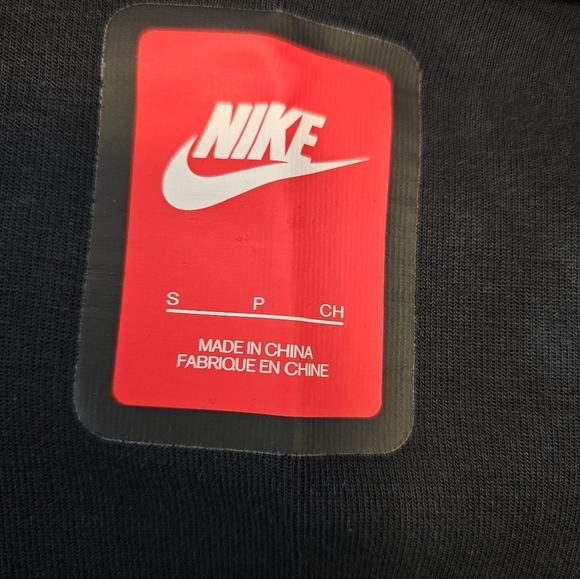 NIKE
S P CH
MADE IN CHINA
FABRIQUE EN CHINE